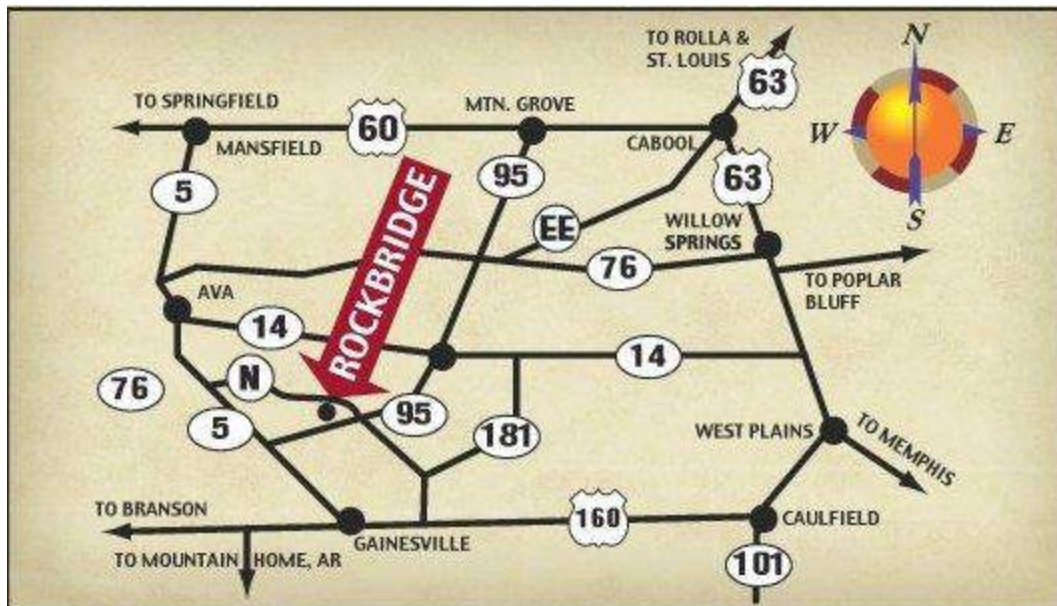 TO ROLLA &
ST. LOUIS
63
N
TO SPRINGFIELD
60
MTN. GROVE
MANSFIELD
CABOOL
W
E
5
95
63
S
ROCKBRIDGE
EE
WILLOW
SPRINGS
76
TO POPLAR
BLUFF
AVA
14
14
76
N
5
95
181
WEST PLAINS
TO MEMPHIS
TO BRANSON
160
CAULFIELD
GAINESVILLE
TO MOUNTAIN HOME, AR
101